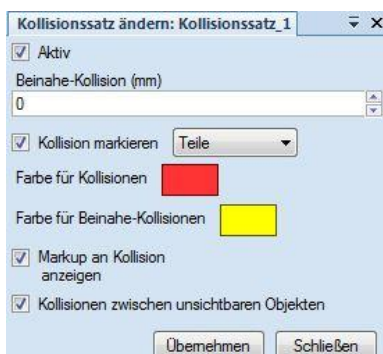 Kollisionssatz ändern: Kollisionssatz_1
Aktiv
Beinahe-Kollision (mm)
0
Kollision markieren Teile
Farbe für Kollisionen
Farbe für Beinahe-Kollisionen
Markup an Kollision
anzeigen
Kollisionen zwischen unsichtbaren Objekten
Übernehmen Schließen